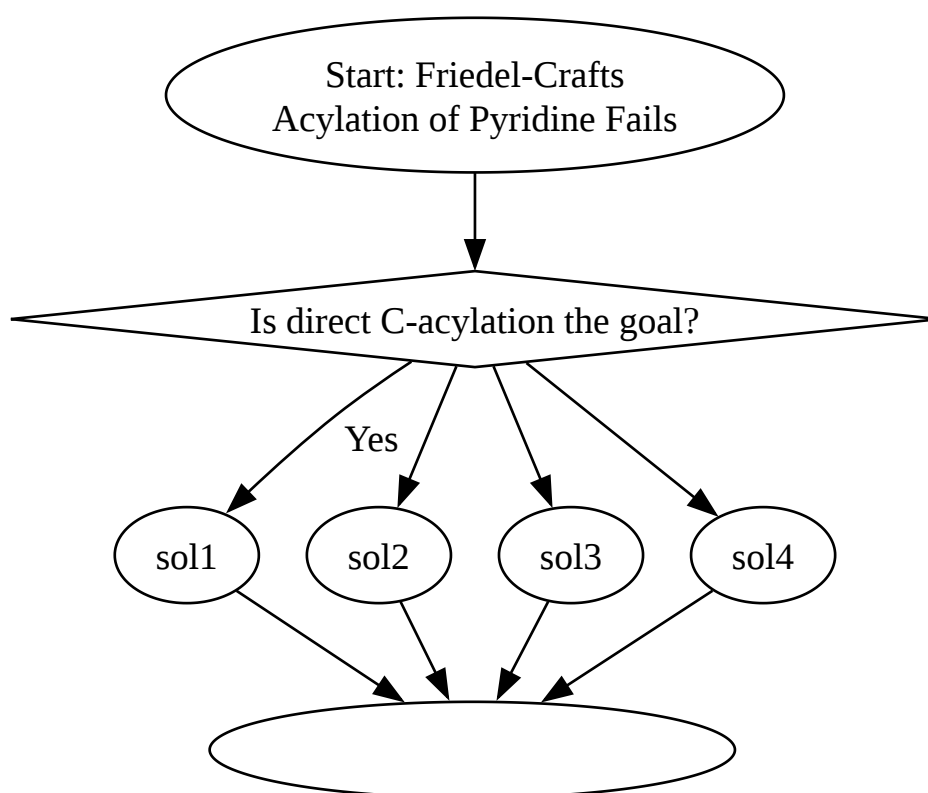 Start: Friedel-Crafts
Acylation of Pyridine Fails
Is direct C-acylation the goal?
Yes
sol1
sol2
sol3
sol4